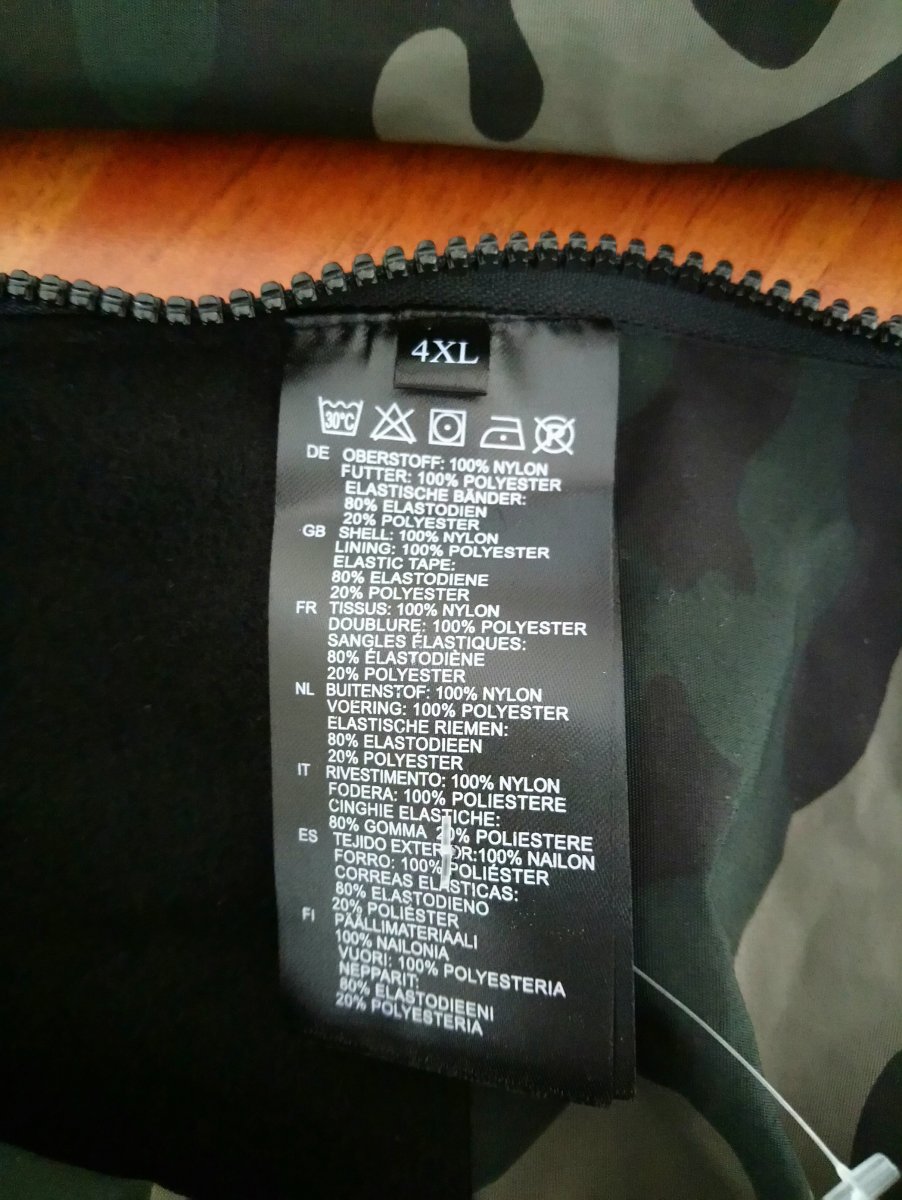 4XL
30°C
DE OBERSTOFF: 100% NYLON
FUTTER: 100% POLYESTER
ELASTISCHE BÄNDER:
80% ELASTODIEN
20% POLYESTER
GB SHELL: 100% NYLON
LINING: 100% POLYESTER
ELASTIC TAPE:
80% ELASTODIENE
20% POLYESTER
FR TISSUS: 100% NYLON
DOUBLURE: 100% POLYESTER
SANGLES ÉLASTIQUES:
80% ÉLASTODIÈNE
20% POLYESTER
NL BUITENSTOF: 100% NYLON
VOERING: 100% POLYESTER
ELASTISCHE RIEMEN:
80% ELASTODIEEN
20% POLYESTER
IT RIVESTIMENTO: 100% NYLON
FODERA: 100% POLIESTERE
CINGHIE ELASTICHE:
80% GOMMA 20% POLIESTERE
ES TEJIDO EXTERIOR:100% NAILON
FORRO: 100% POLIÉSTER
CORREAS ELÁSTICAS:
80% ELASTODIENO
20% POLIÉSTER
FI PÄÄLLIMATERIAALI
100% NAILONIA
VUORI: 100% POLYESTERIA
NEPPARIT:
80% ELASTODIEENI
20% POLYESTERIA